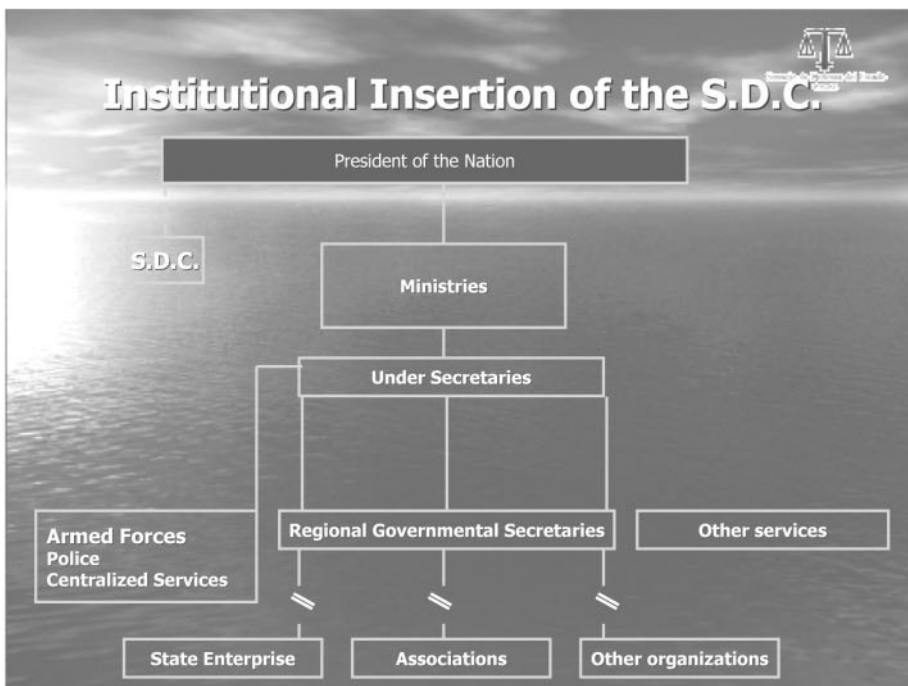 Institutional Insertion of the S.D.C.
President of the Nation
S.D.C.
Ministries
Under Secretaries
Armed Forces
Police
Centralized Services
Regional Governmental Secretaries
Other services
State Enterprise
Associations
Other organizations